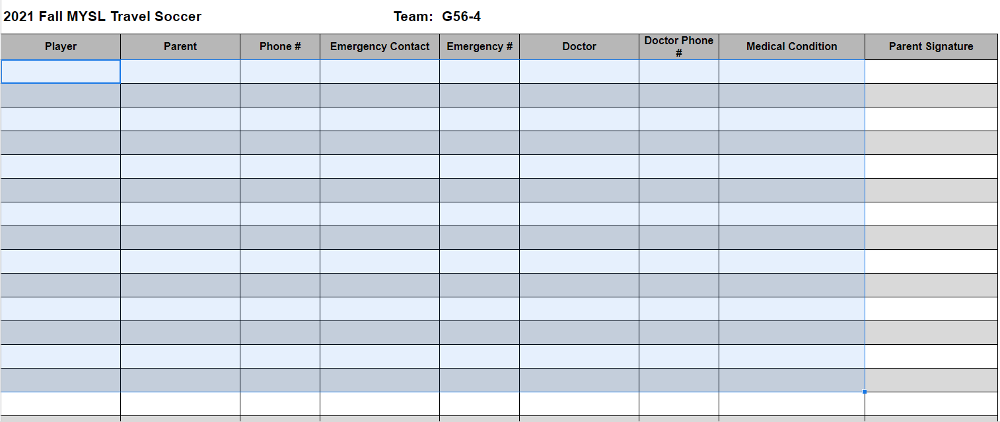 2021 Fall MYSL Travel Soccer Team: G56-4
Player Parent Phone # Emergency Contact Emergency # Doctor Doctor Phone # Medical Condition Parent Signature